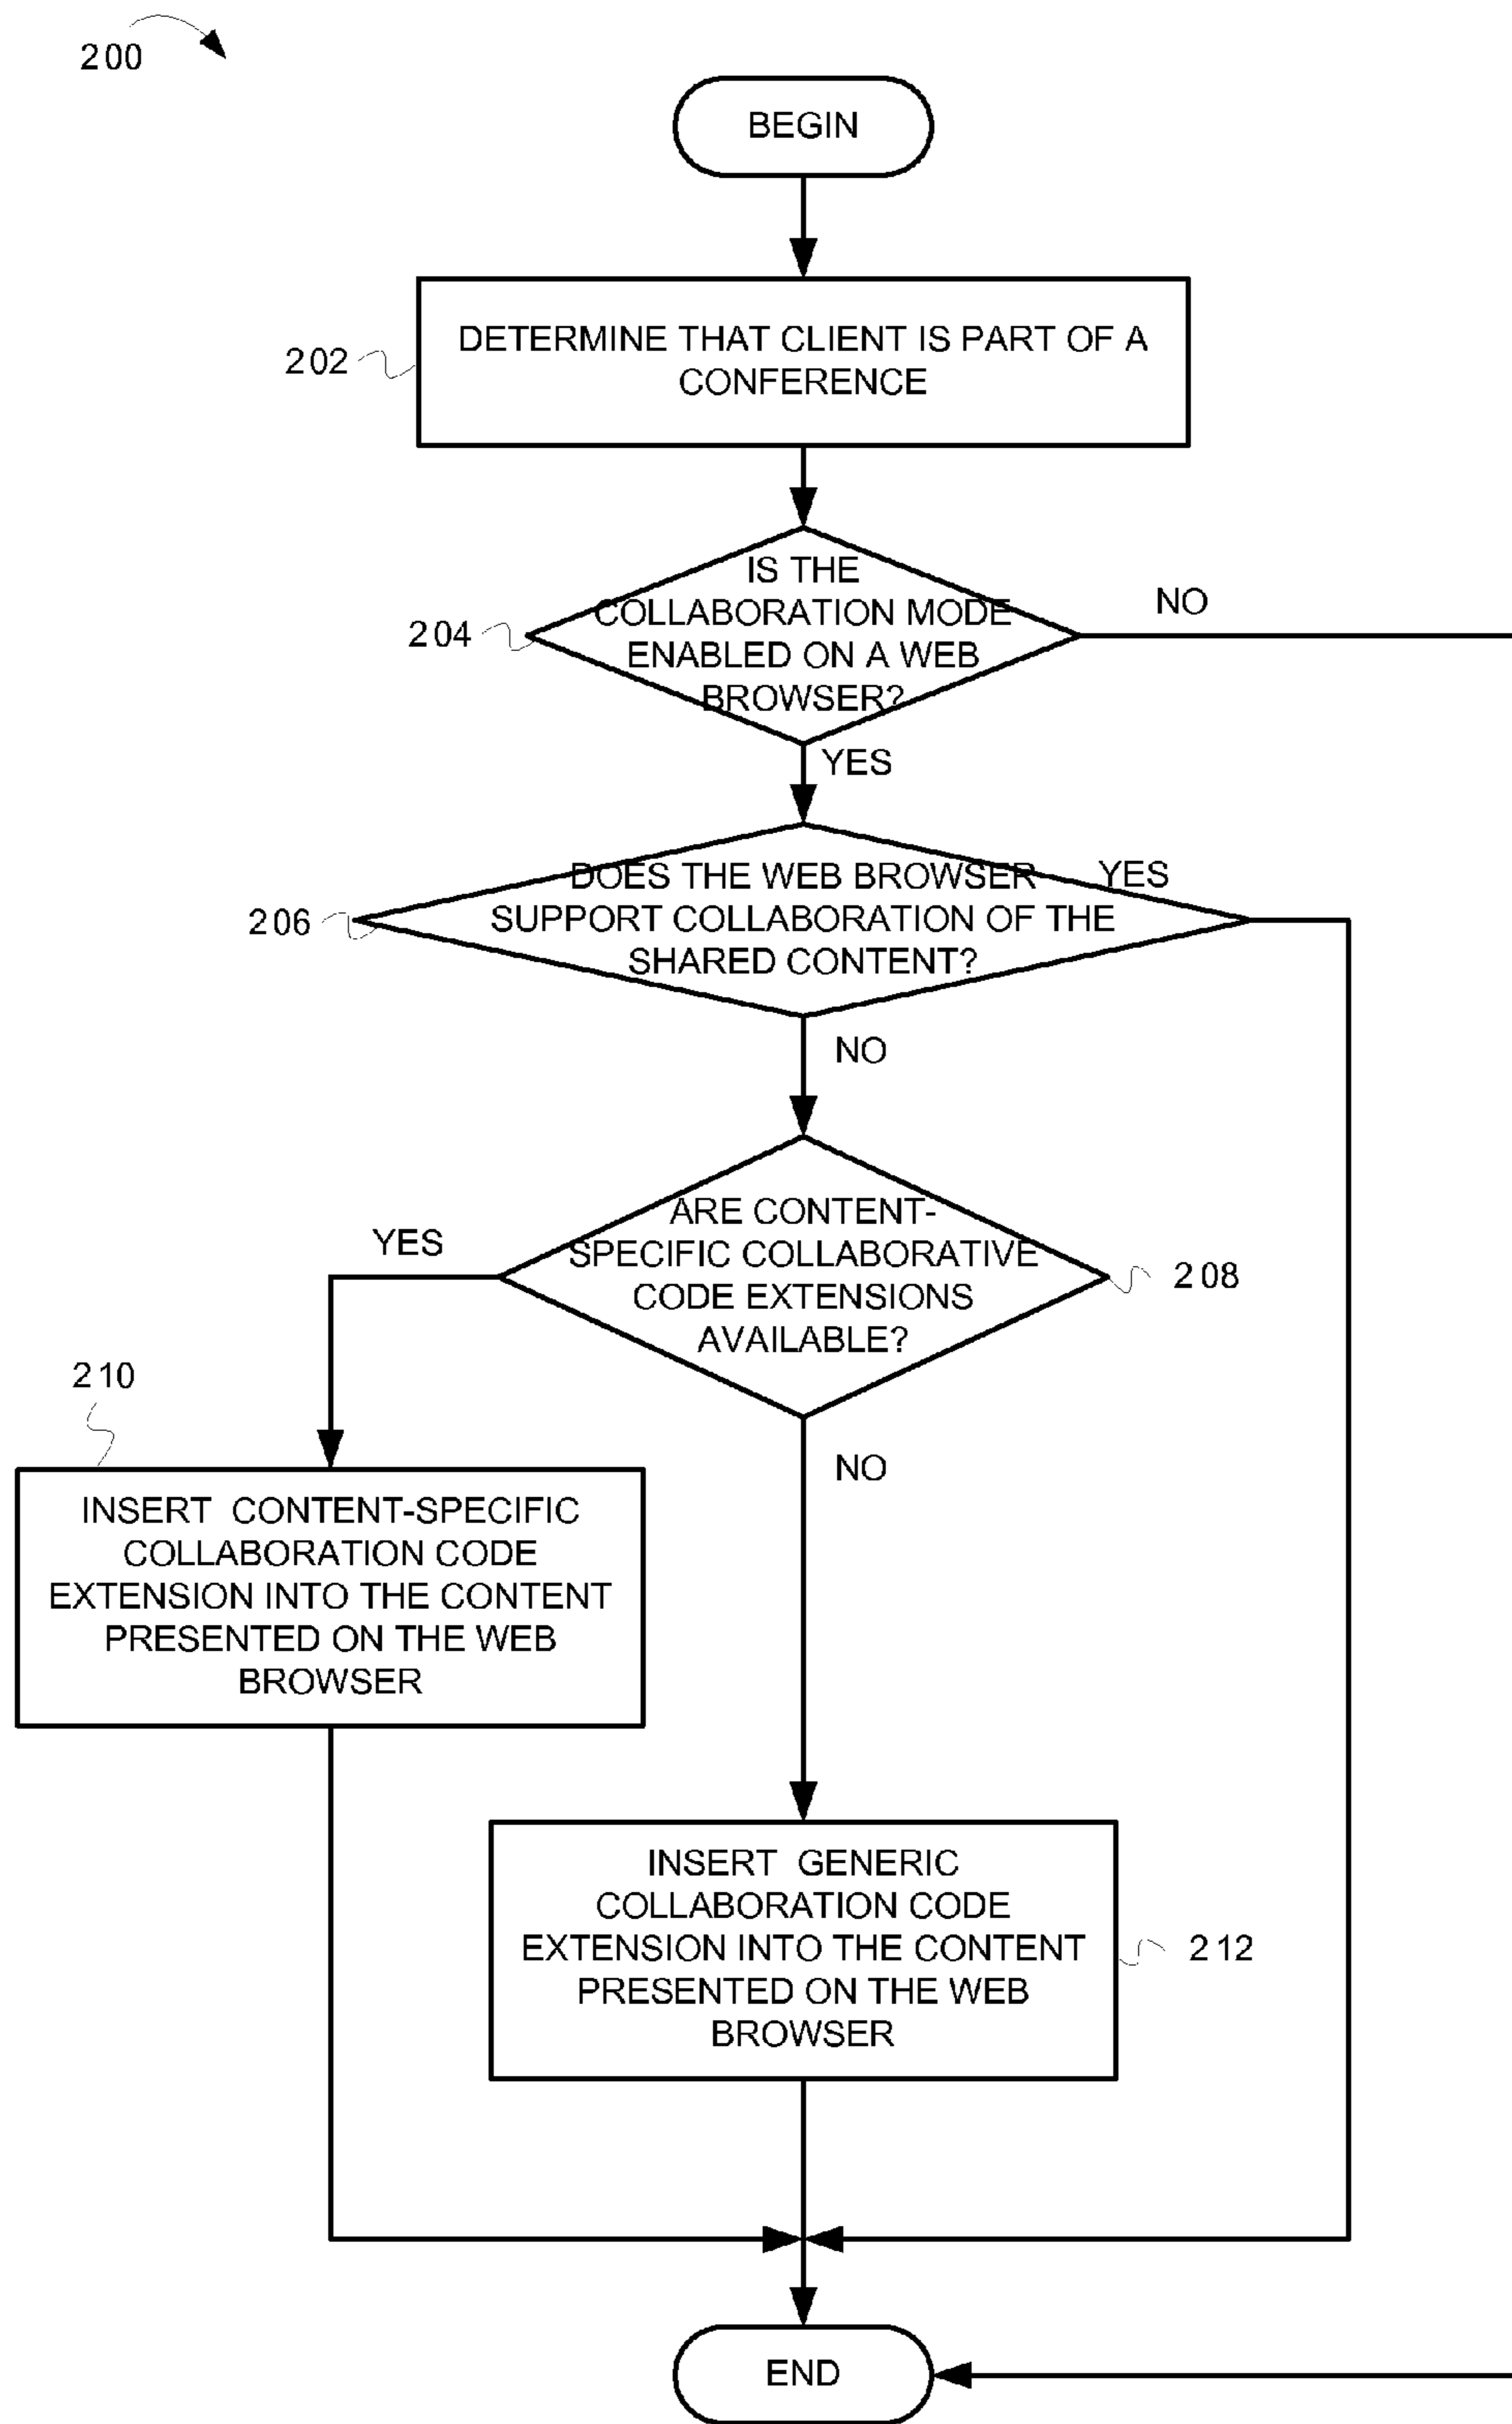 200
BEGIN
DETERMINE THAT CLIENT IS PART OF A
CONFERENCE
202
IS THE
COLLABORATION MODE
ENABLED ON A WEB
BROWSER?
204
NO
YES
DOES THE WEB BROWSER
SUPPORT COLLABORATION OF THE
SHARED CONTENT?
206
YES
NO
ARE CONTENT-
SPECIFIC COLLABORATIVE
CODE EXTENSIONS
AVAILABLE?
208
YES
NO
210
INSERT CONTENT-SPECIFIC
COLLABORATION CODE
EXTENSION INTO THE CONTENT
PRESENTED ON THE WEB
BROWSER
INSERT GENERIC
COLLABORATION CODE
EXTENSION INTO THE CONTENT
PRESENTED ON THE WEB
BROWSER
212
END